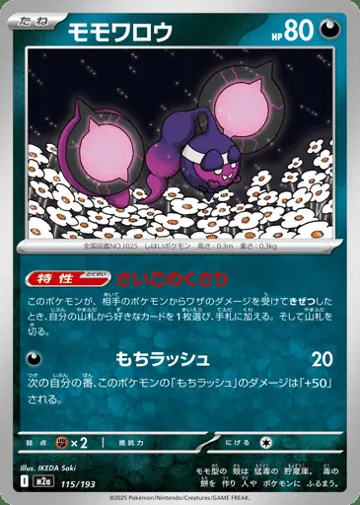 たね モモワロウ HP80
全国図鑑NO.1025 しはいポケモン 高さ：0.3m 重さ：0.3kg
特性 さいごのくさり
このポケモンが、相手のポケモンからワザのダメージを受けてきぜつした
とき、自分の山札から好きなカードを1枚選び、手札に加える。そして山札
を切る。
もちラッシュ 20
次の自分の番、このポケモンの「もちラッシュ」のダメージは「+50」
される。
弱点 ×2 抵抗力 にげる
モモ型の 殻は 猛毒の 貯蔵庫。 毒の
餅を 作り 人や ポケモンに ふるまう。
Illus. IKEDA Saki
I M2a 115/193
©2025 Pokémon/Nintendo/Creatures/GAME FREAK.